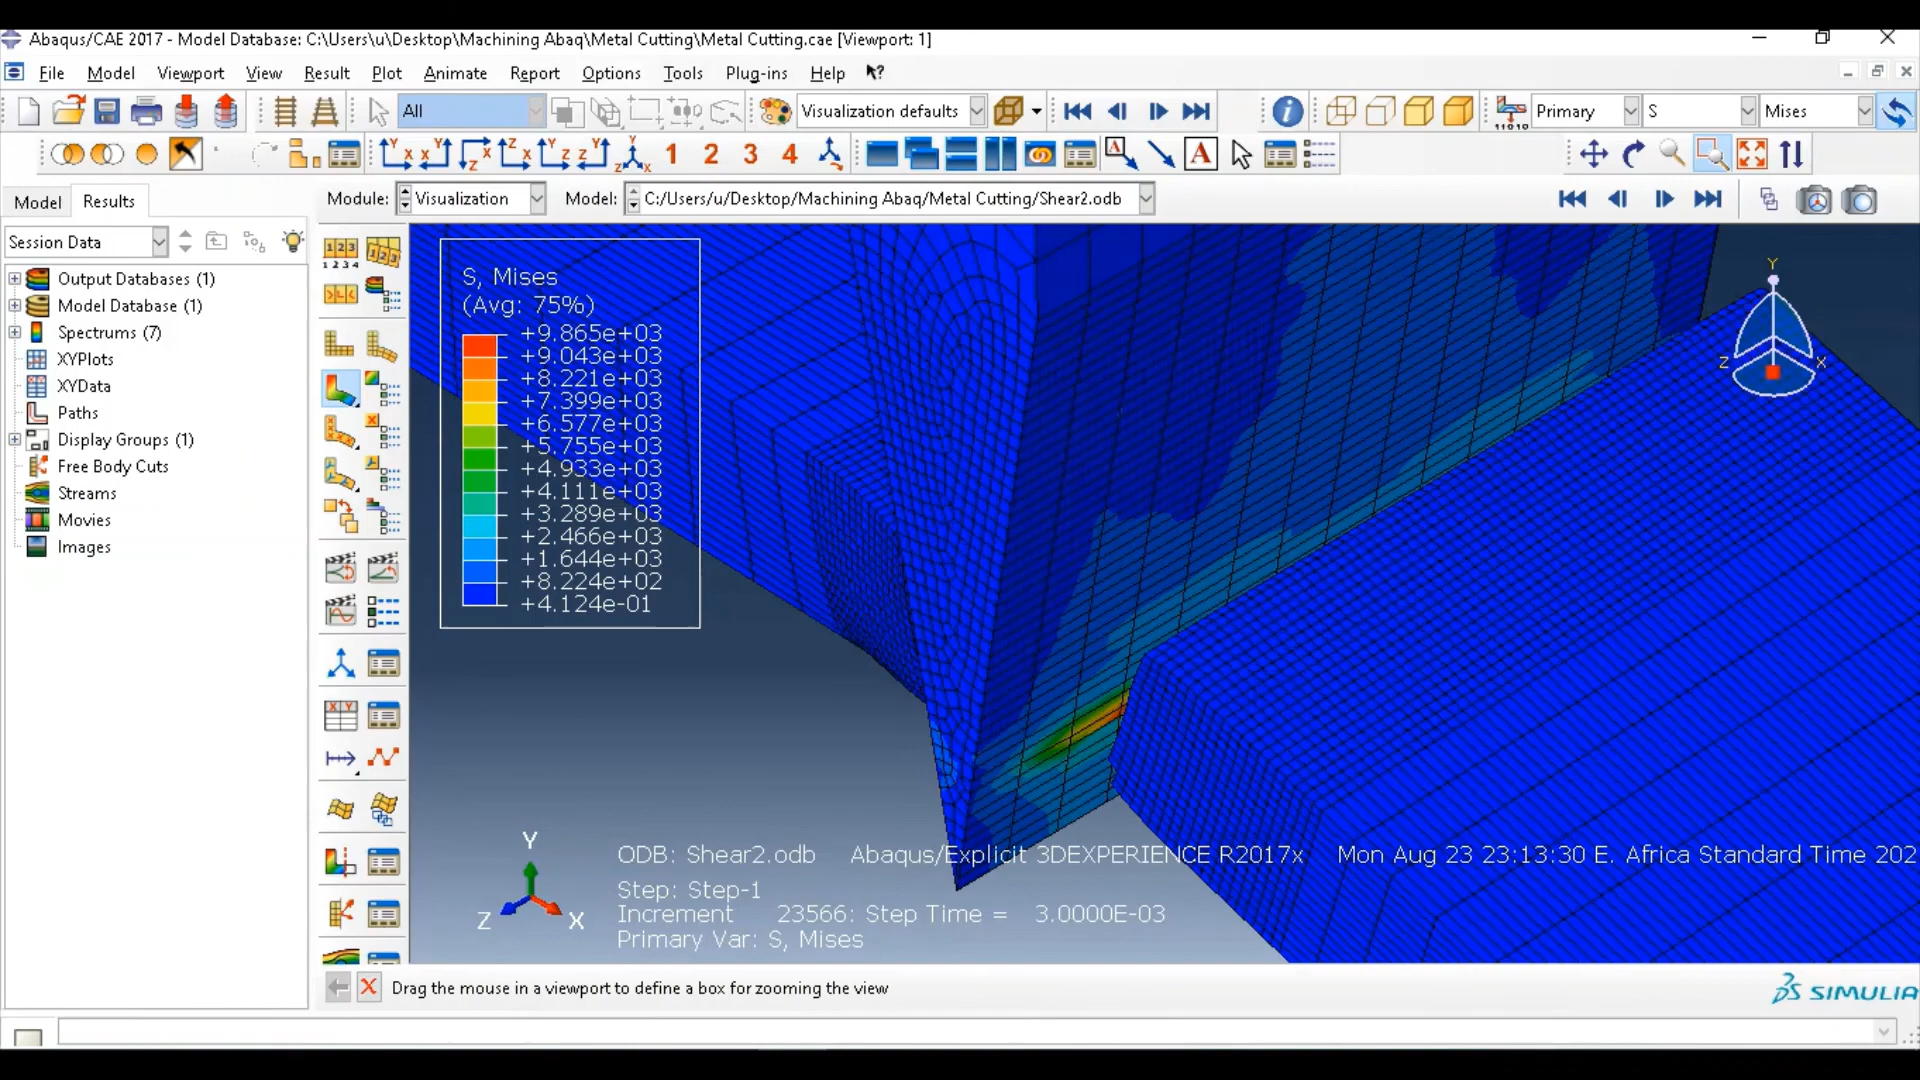 Abaqus/CAE 2017 - Model Database: C:\Users\u\Desktop\Machining Abaq\Metal Cutting\Metal Cutting.cae [Viewport: 1]
File Model Viewport View Result Plot Animate Report Options Tools Plug-ins Help
All Visualization defaults Primary S Mises
1 2 3 4
Model Results Module: Visualization Model: C:/Users/u/Desktop/Machining Abaq/Metal Cutting/Shear2.odb
Session Data
Output Databases (1)
Model Database (1)
Spectrums (7)
XYPlots
XYData
Paths
Display Groups (1)
Free Body Cuts
Streams
Movies
Images
S, Mises
(Avg: 75%)
+9.865e+03
+9.043e+03
+8.221e+03
+7.399e+03
+6.577e+03
+5.755e+03
+4.933e+03
+4.111e+03
+3.289e+03
+2.466e+03
+1.644e+03
+8.224e+02
+4.124e-01
Y
Z X
Y
Z X
ODB: Shear2.odb Abaqus/Explicit 3DEXPERIENCE R2017x Mon Aug 23 23:13:30 E. Africa Standard Time 202
Step: Step-1
Increment 23566: Step Time = 3.0000E-03
Primary Var: S, Mises
Drag the mouse in a viewport to define a box for zooming the view
SIMULIA